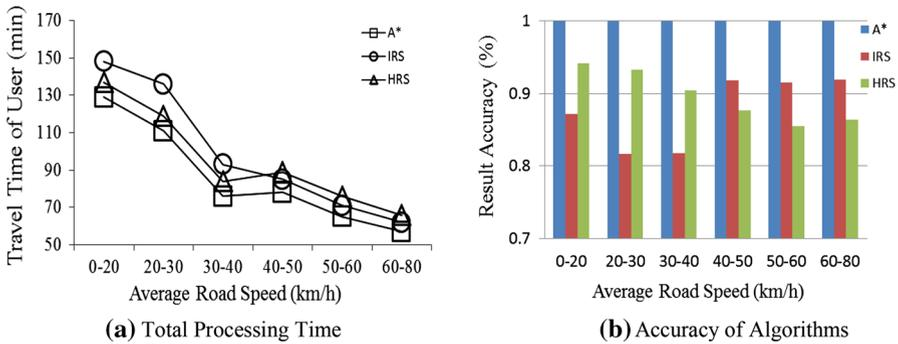 Travel Time of User (min)
170
150
130
110
90
70
50
A*
IRS
HRS
0-20 20-30 30-40 40-50 50-60 60-80
Average Road Speed (km/h)
(a) Total Processing Time
Result Accuracy (%)
1
0.9
0.8
0.7
A*
IRS
HRS
0-20 20-30 30-40 40-50 50-60 60-80
Average Road Speed (km/h)
(b) Accuracy of Algorithms